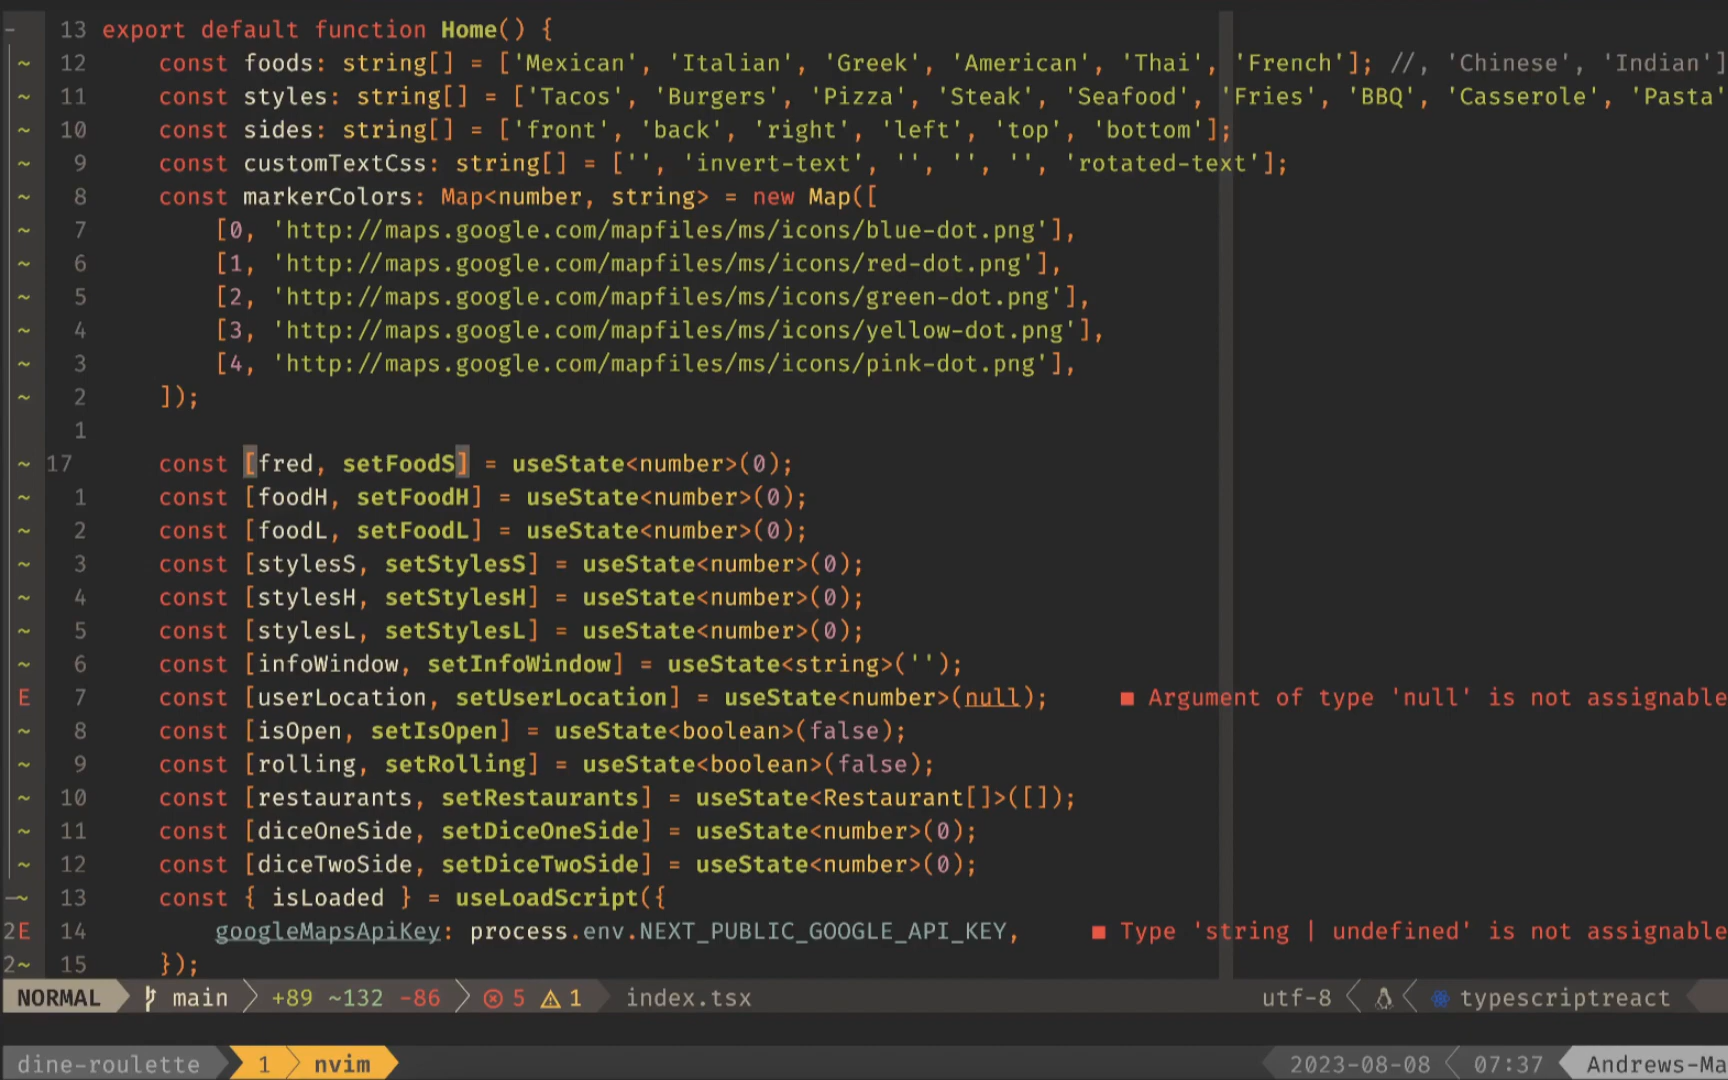 13 export default function Home() {
~ 12 const foods: string[] = ['Mexican', 'Italian', 'Greek', 'American', 'Thai', 'French']; //, 'Chinese', 'Indian']
~ 11 const styles: string[] = ['Tacos', 'Burgers', 'Pizza', 'Steak', 'Seafood', 'Fries', 'BBQ', 'Casserole', 'Pasta'
~ 10 const sides: string[] = ['front', 'back', 'right', 'left', 'top', 'bottom'];
~ 9 const customTextCss: string[] = ['', 'invert-text', '', '', '', 'rotated-text'];
~ 8 const markerColors: Map<number, string> = new Map([
~ 7 [0, 'http://maps.google.com/mapfiles/ms/icons/blue-dot.png'],
~ 6 [1, 'http://maps.google.com/mapfiles/ms/icons/red-dot.png'],
~ 5 [2, 'http://maps.google.com/mapfiles/ms/icons/green-dot.png'],
~ 4 [3, 'http://maps.google.com/mapfiles/ms/icons/yellow-dot.png'],
~ 3 [4, 'http://maps.google.com/mapfiles/ms/icons/pink-dot.png'],
~ 2 ]);
1
~ 17 const [fred, setFoodS] = useState<number>(0);
~ 1 const [foodH, setFoodH] = useState<number>(0);
~ 2 const [foodL, setFoodL] = useState<number>(0);
~ 3 const [stylesS, setStylesS] = useState<number>(0);
~ 4 const [stylesH, setStylesH] = useState<number>(0);
~ 5 const [stylesL, setStylesL] = useState<number>(0);
~ 6 const [infoWindow, setInfoWindow] = useState<string>('');
E 7 const [userLocation, setUserLocation] = useState<number>(null); ■ Argument of type 'null' is not assignable
~ 8 const [isOpen, setIsOpen] = useState<boolean>(false);
~ 9 const [rolling, setRolling] = useState<boolean>(false);
~ 10 const [restaurants, setRestaurants] = useState<Restaurant[]>([]);
~ 11 const [diceOneSide, setDiceOneSide] = useState<number>(0);
~ 12 const [diceTwoSide, setDiceTwoSide] = useState<number>(0);
~ 13 const { isLoaded } = useLoadScript({
2E 14 googleMapsApiKey: process.env.NEXT_PUBLIC_GOOGLE_API_KEY, ■ Type 'string | undefined' is not assignable
2~ 15 });
NORMAL main +89 ~132 -86 5 1 index.tsx utf-8 typescriptreact
dine-roulette 1 nvim 2023-08-08 07:37 Andrews-Ma